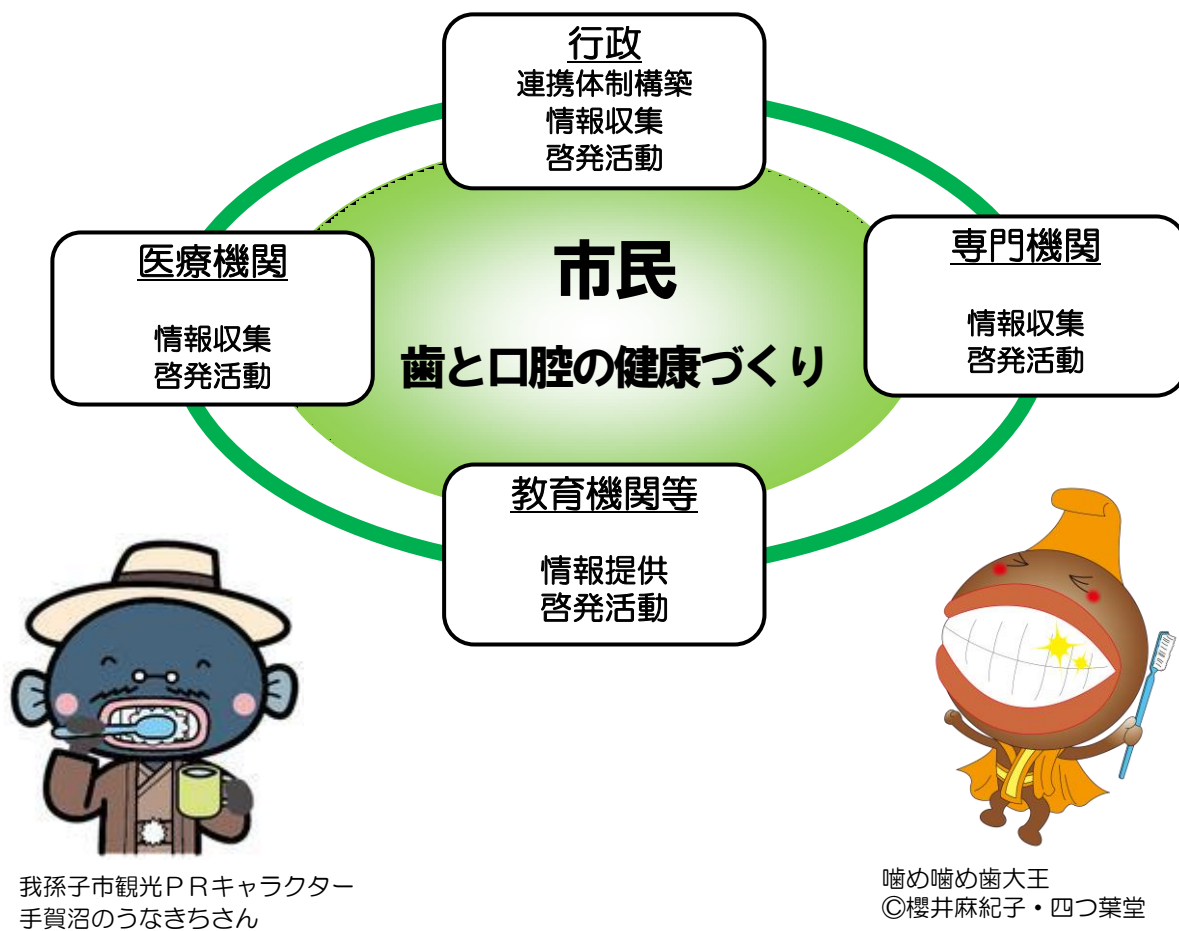 行政
連携体制構築
情報収集
啓発活動
医療機関
情報収集
啓発活動
市民
歯と口腔の健康づくり
専門機関
情報収集
啓発活動
教育機関等
情報提供
啓発活動
我孫子市観光ＰＲキャラクター
手賀沼のうなきちさん
噛め噛め歯大王
©櫻井麻紀子・四つ葉堂